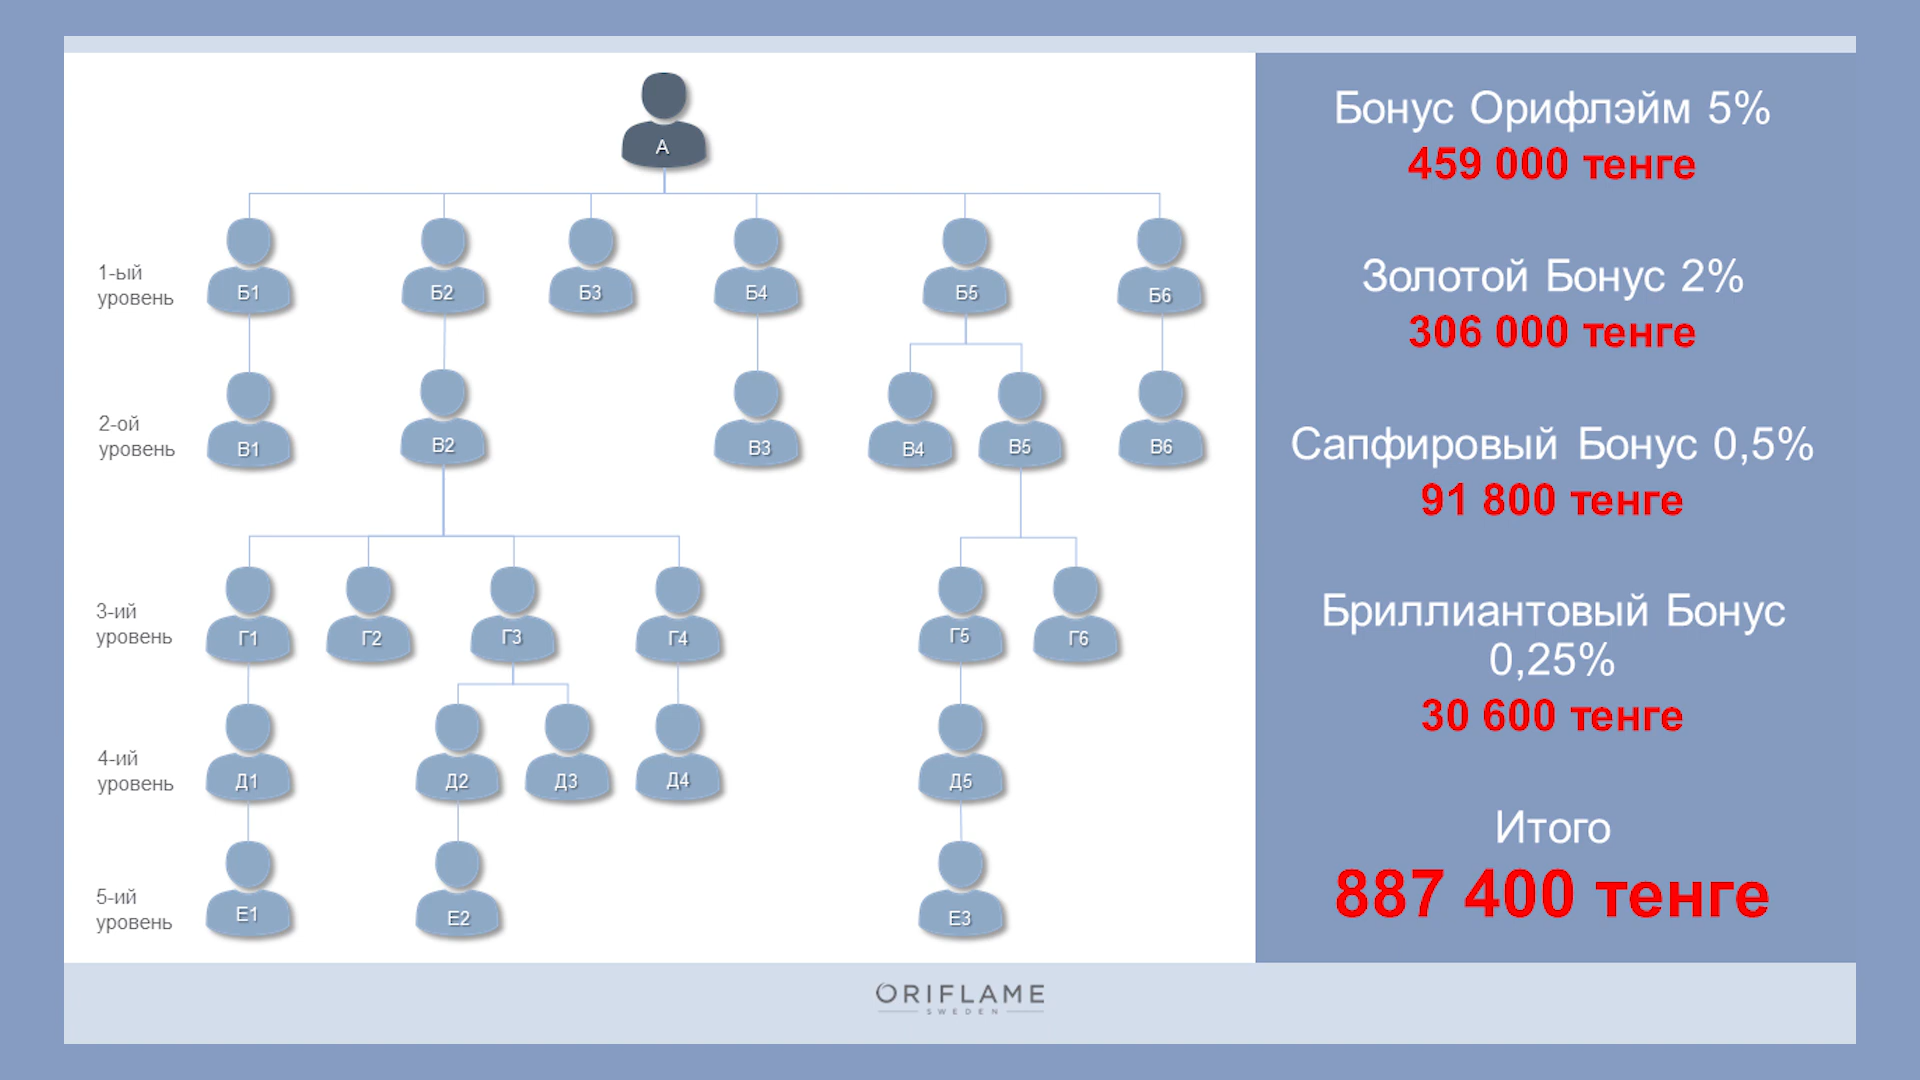 А
1-ый
уровень
Б1
Б2
Б3
Б4
Б5
Б6
2-ой
уровень
В1
В2
В3
В4
В5
В6
3-ий
уровень
Г1
Г2
Г3
Г4
Г5
Г6
4-ий
уровень
Д1
Д2
Д3
Д4
Д5
5-ий
уровень
Е1
Е2
Е3
Бонус Орифлэйм 5%
459 000 тенге
Золотой Бонус 2%
306 000 тенге
Сапфировый Бонус 0,5%
91 800 тенге
Бриллиантовый Бонус
0,25%
30 600 тенге
Итого
887 400 тенге
ORIFLAME
SWEDEN